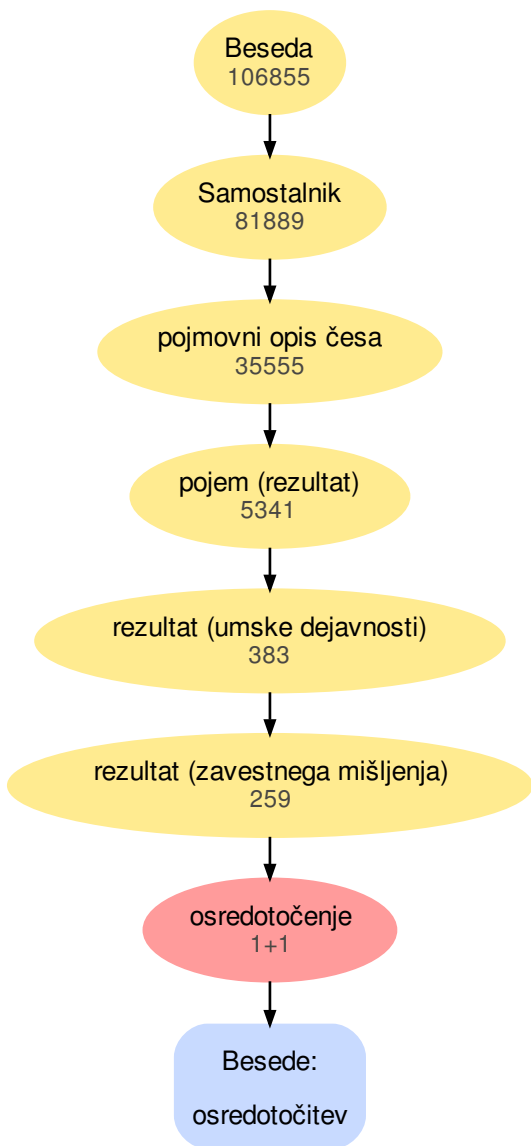 Beseda
106855
Samostalnik
81889
pojmovni opis česa
35555
pojem (rezultat)
5341
rezultat (umske dejavnosti)
383
rezultat (zavestnega mišljenja)
259
osredotočenje
1+1
Besede:
osredotočitev